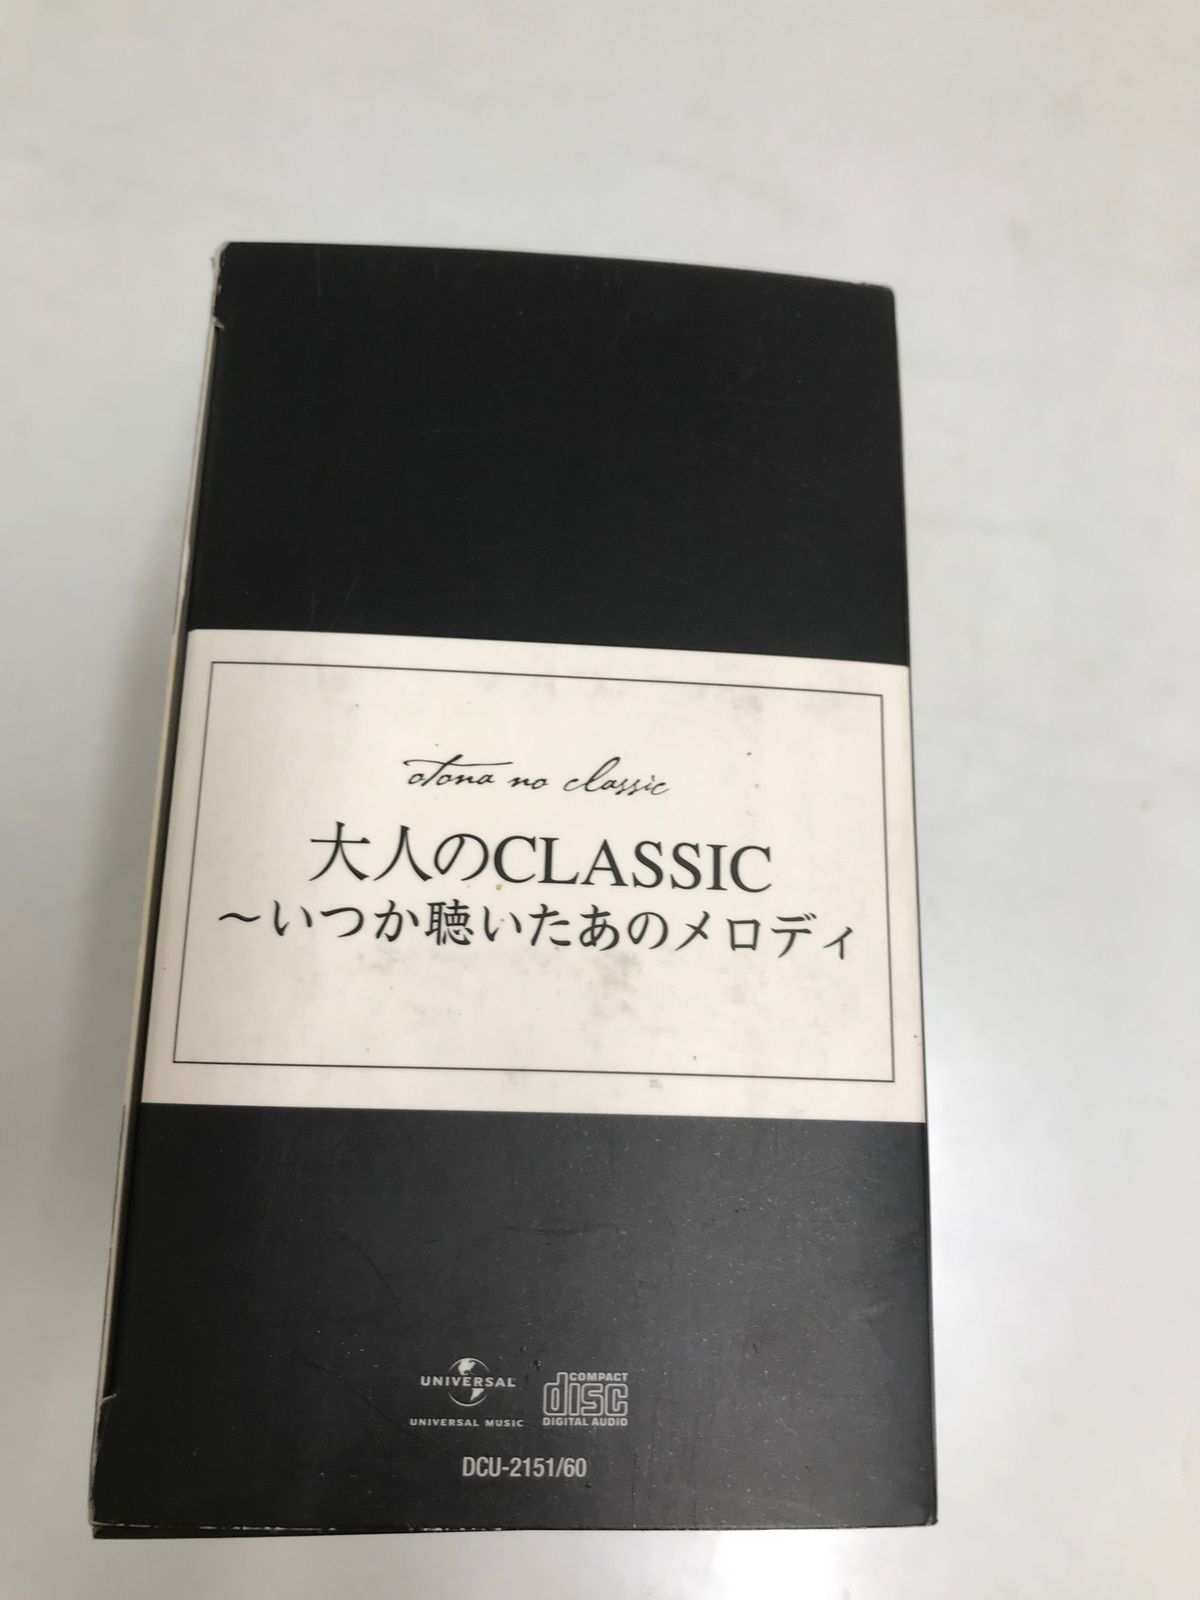 otona no classic
大人のCLASSIC
～いつか聴いたあのメロディ
UNIVERSAL
UNIVERSAL MUSIC
COMPACT
disc
DIGITAL AUDIO
DCU-2151/60